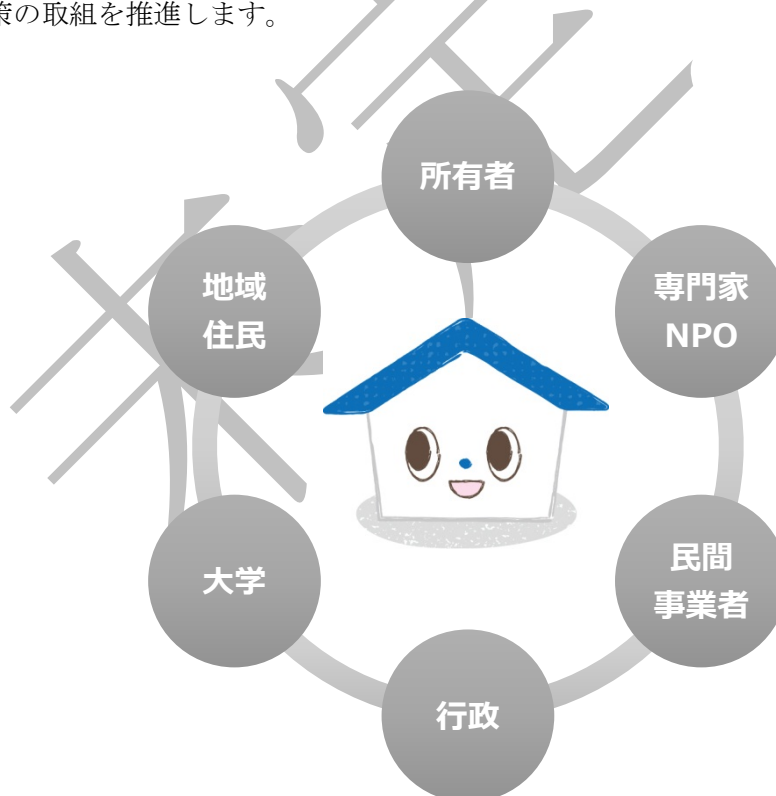 策の取組を推進します。
所有者
専門家
NPO
民間
事業者
行政
大学
地域
住民